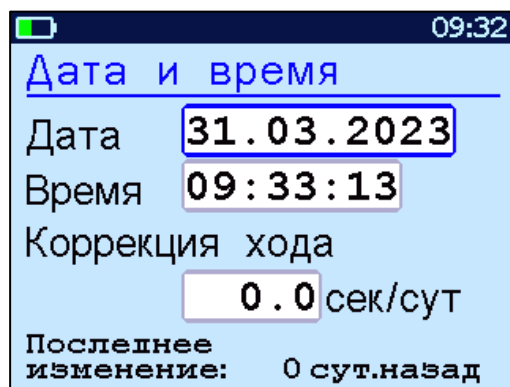 09:32
Дата и время
Дата 31.03.2023
Время 09:33:13
Коррекция хода
0.0 сек/сут
Последнее
изменение: 0 сут.назад